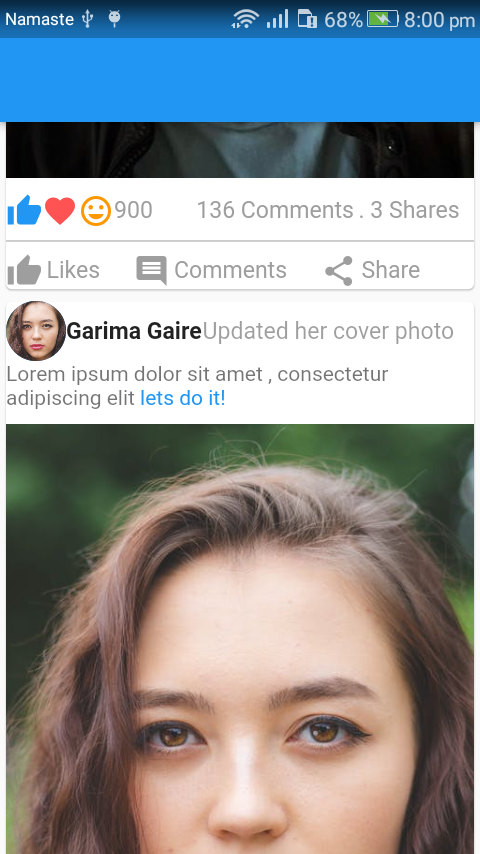 Namaste 68% 8:00 pm
900 136 Comments . 3 Shares
Likes Comments Share
Garima Gaire Updated her cover photo
Lorem ipsum dolor sit amet , consectetur
adipiscing elit lets do it!